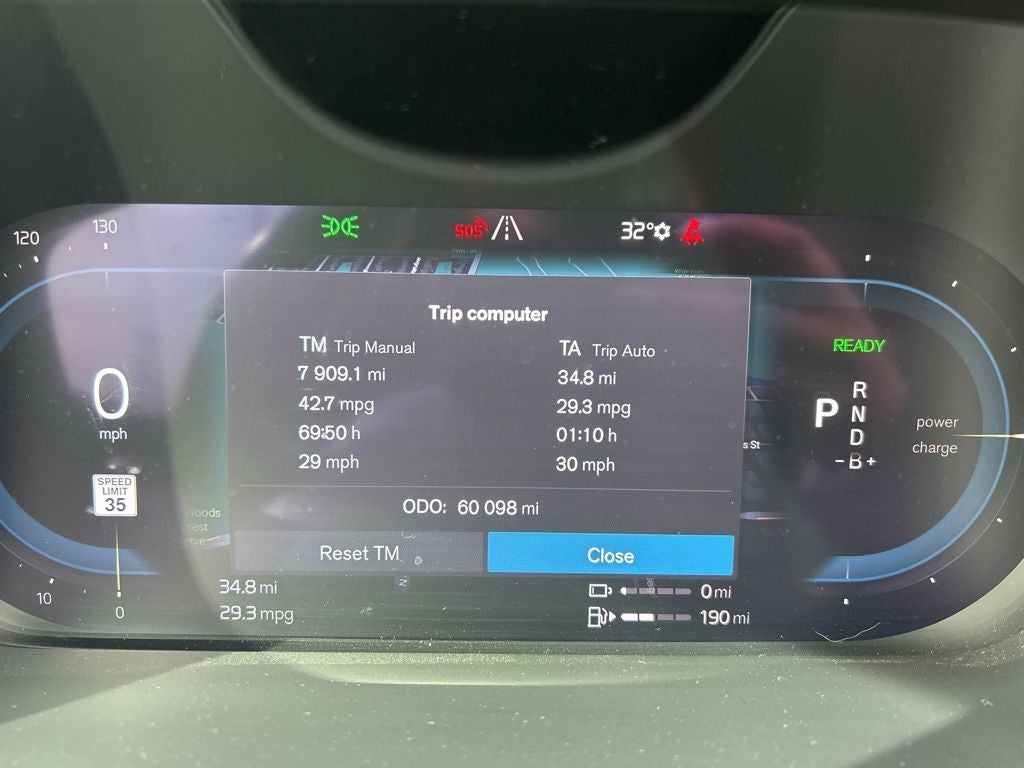 120
130
SOS
32°
Trip computer
TM Trip Manual
7 909.1 mi
42.7 mpg
69:50 h
29 mph
TA Trip Auto
34.8 mi
29.3 mpg
01:10 h
30 mph
ODO: 60 098 mi
Reset TM
Close
0
mph
SPEED
LIMIT
35
10
0
Woods
READY
P
R
N
D
- B +
power
charge
s St
34.8 mi
29.3 mpg
N
0 mi
190 mi